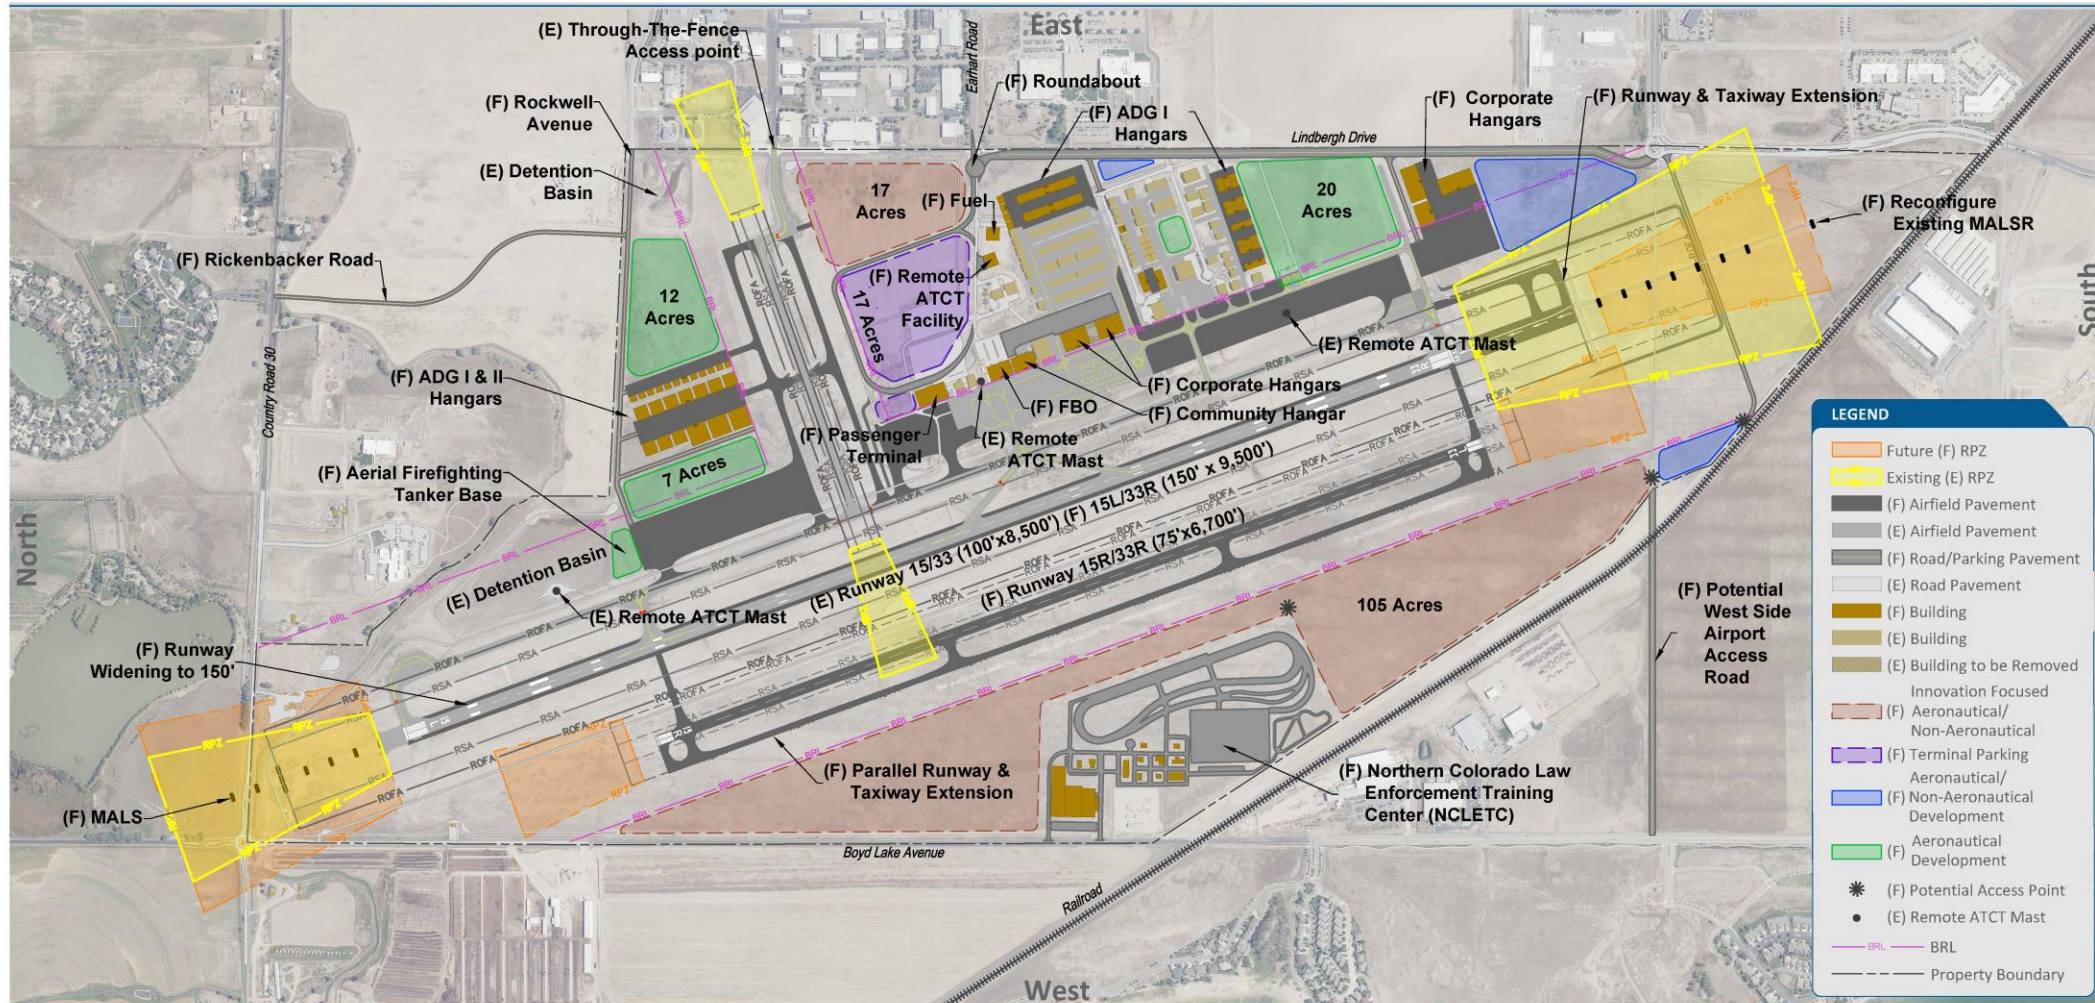 East
(E) Through-The-Fence
Access point
Earhart Road
(F) Roundabout
(F) Rockwell
Avenue
(F) ADG I
Hangars
(F) Corporate
Hangars
(F) Runway & Taxiway Extension
Lindbergh Drive
(E) Detention
Basin
17
Acres
(F) Fuel
20
Acres
(F) Reconfigure
Existing MALSR
(F) Rickenbacker Road
(F) Remote
ATCT
Facility
12
Acres
17 Acres
South
(E) Remote ATCT Mast
(F) ADG I & II
Hangars
(F) Corporate Hangars
(F) FBO
(F) Community Hangar
Country Road 30
(F) Passenger
Terminal
(E) Remote
ATCT Mast
(F) Aerial Firefighting
Tanker Base
7 Acres
North
(E) Detention Basin
(E) Remote ATCT Mast
(E) Runway 15/33 (100'x8,500') (F) 15L/33R (150' x 9,500')
(F) Runway 15R/33R (75'x6,700')
105 Acres
(F) Potential
West Side
Airport
Access
Road
(F) Runway
Widening to 150'
(F) MALS
(F) Parallel Runway &
Taxiway Extension
(F) Northern Colorado Law
Enforcement Training
Center (NCLETC)
Boyd Lake Avenue
Railroad
West
RPZ
ROFA
RSA
BRL
LEGEND
Future (F) RPZ
Existing (E) RPZ
(F) Airfield Pavement
(E) Airfield Pavement
(F) Road/Parking Pavement
(E) Road Pavement
(F) Building
(E) Building
(E) Building to be Removed
Innovation Focused
(F) Aeronautical/
Non-Aeronautical
(F) Terminal Parking
Aeronautical/
(F) Non-Aeronautical
Development
(F) Aeronautical
Development
(F) Potential Access Point
(E) Remote ATCT Mast
BRL BRL
Property Boundary